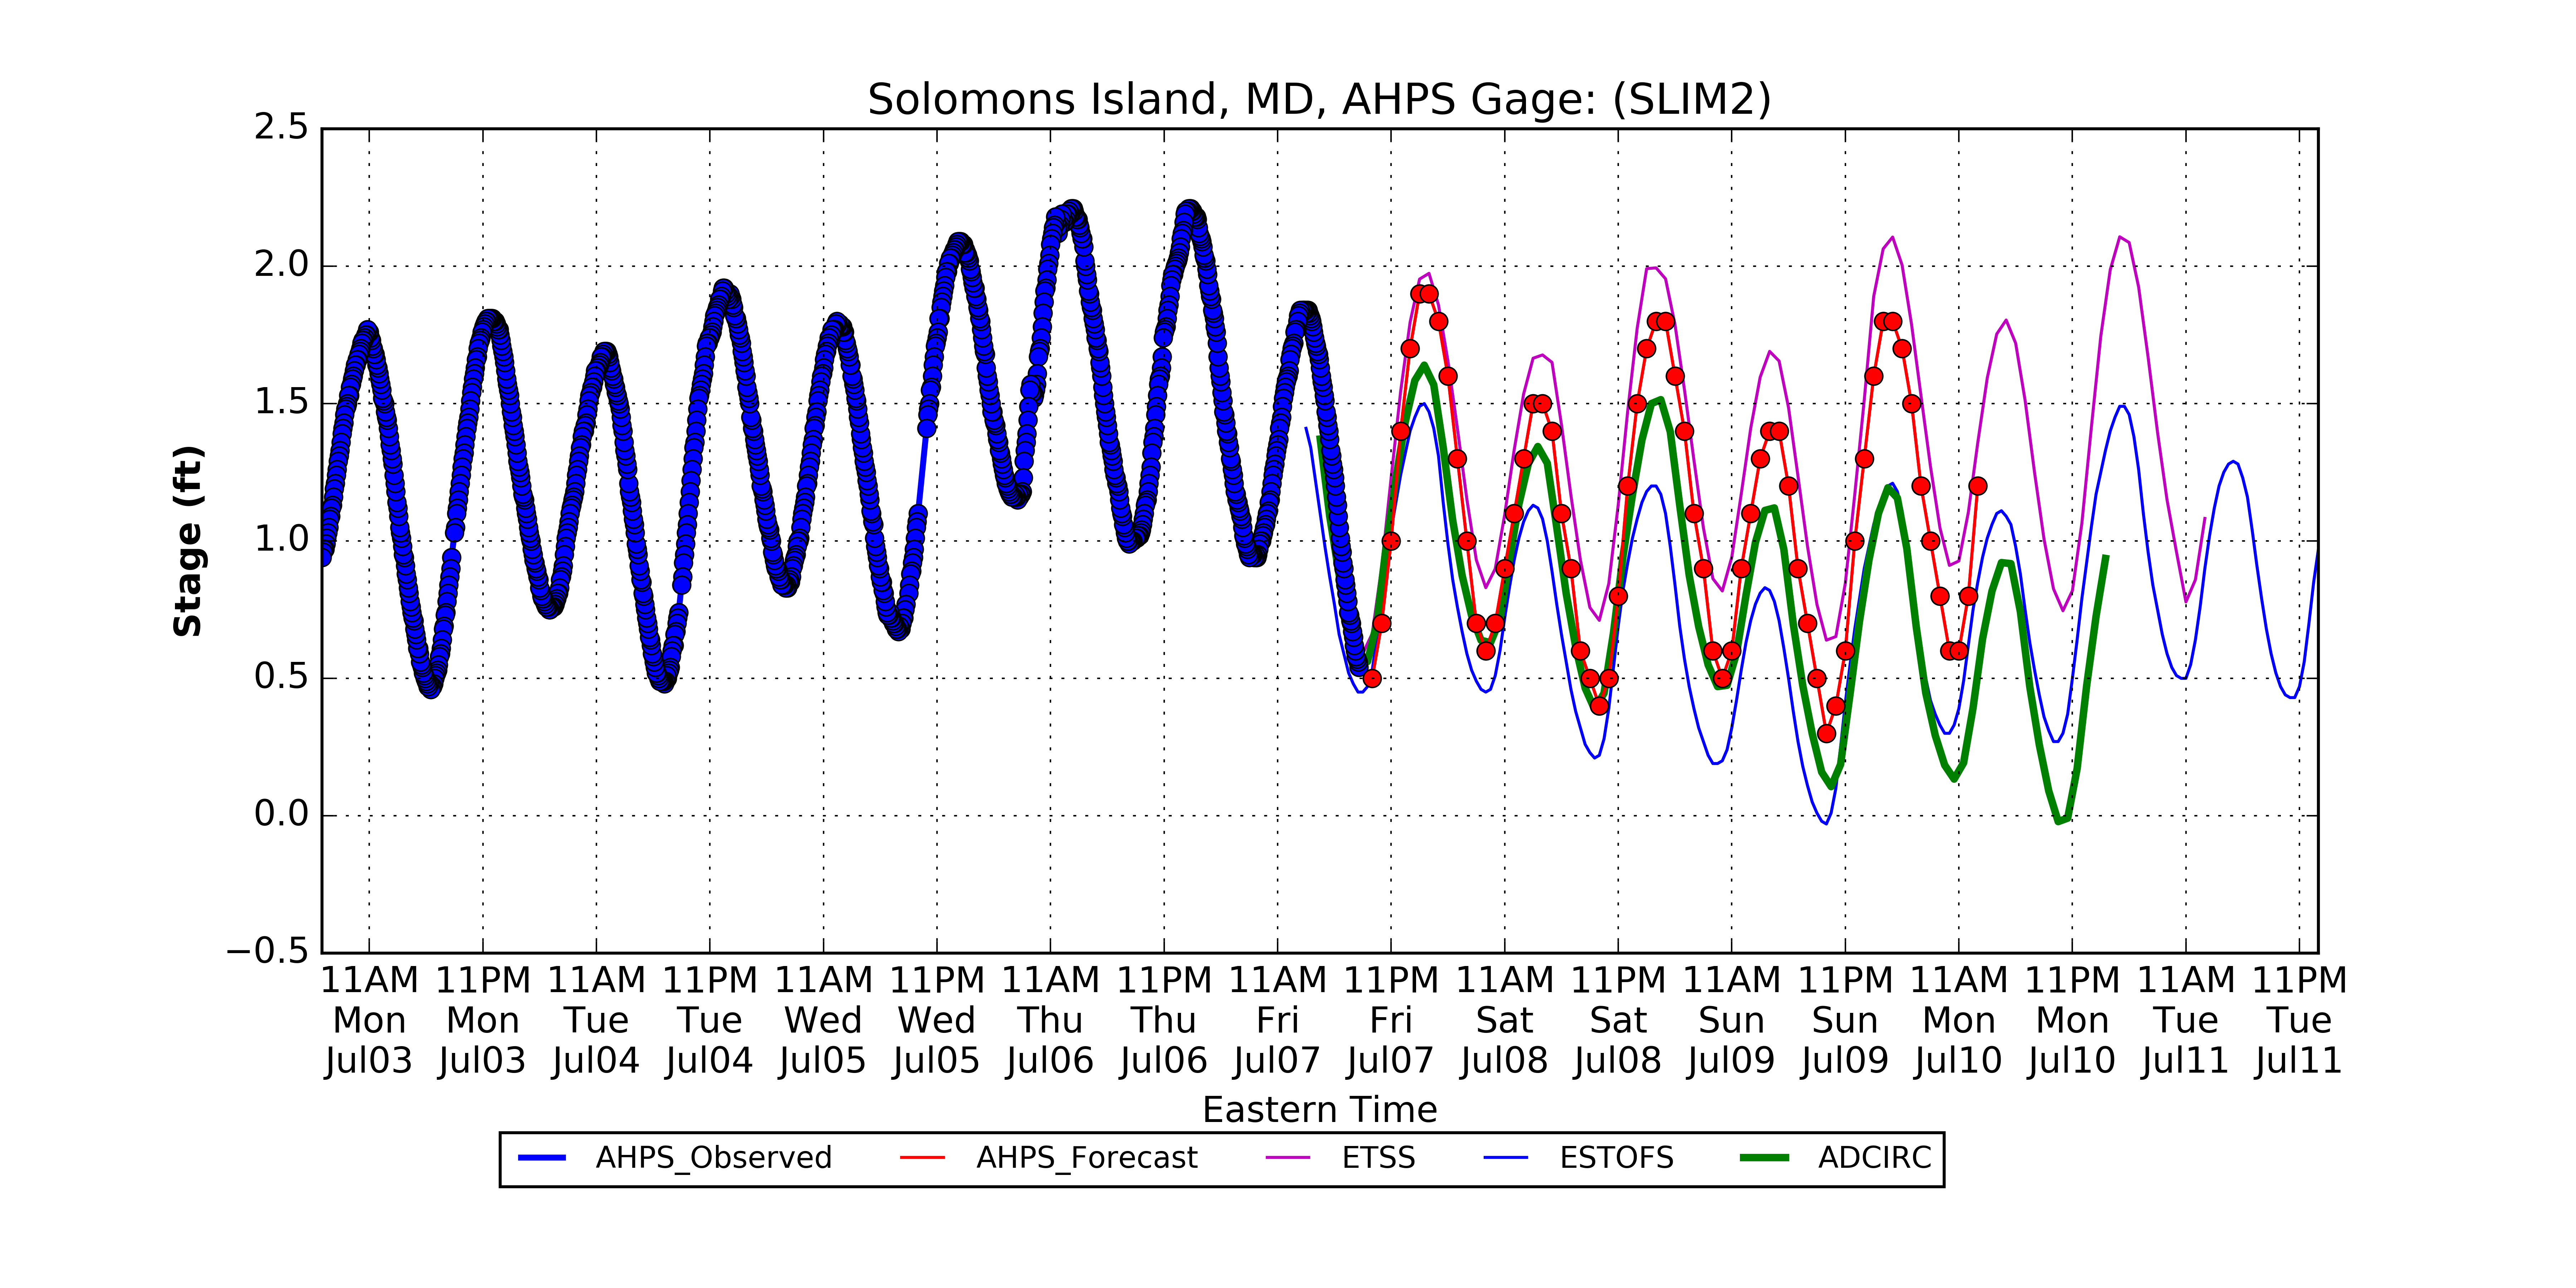 Solomons Island, MD, AHPS Gage: (SLIM2)
2.5
2.0
1.5
1.0
0.5
0.0
−0.5
Stage (ft)
11AM 11PM 11AM 11PM 11AM 11PM 11AM 11PM 11AM 11PM 11AM 11PM 11AM 11PM 11AM 11PM 11AM 11PM
Mon Mon Tue Tue Wed Wed Thu Thu Fri Fri Sat Sat Sun Sun Mon Mon Tue Tue
Jul03 Jul03 Jul04 Jul04 Jul05 Jul05 Jul06 Jul06 Jul07 Jul07 Jul08 Jul08 Jul09 Jul09 Jul10 Jul10 Jul11 Jul11
Eastern Time
AHPS_Observed AHPS_Forecast ETSS ESTOFS ADCIRC